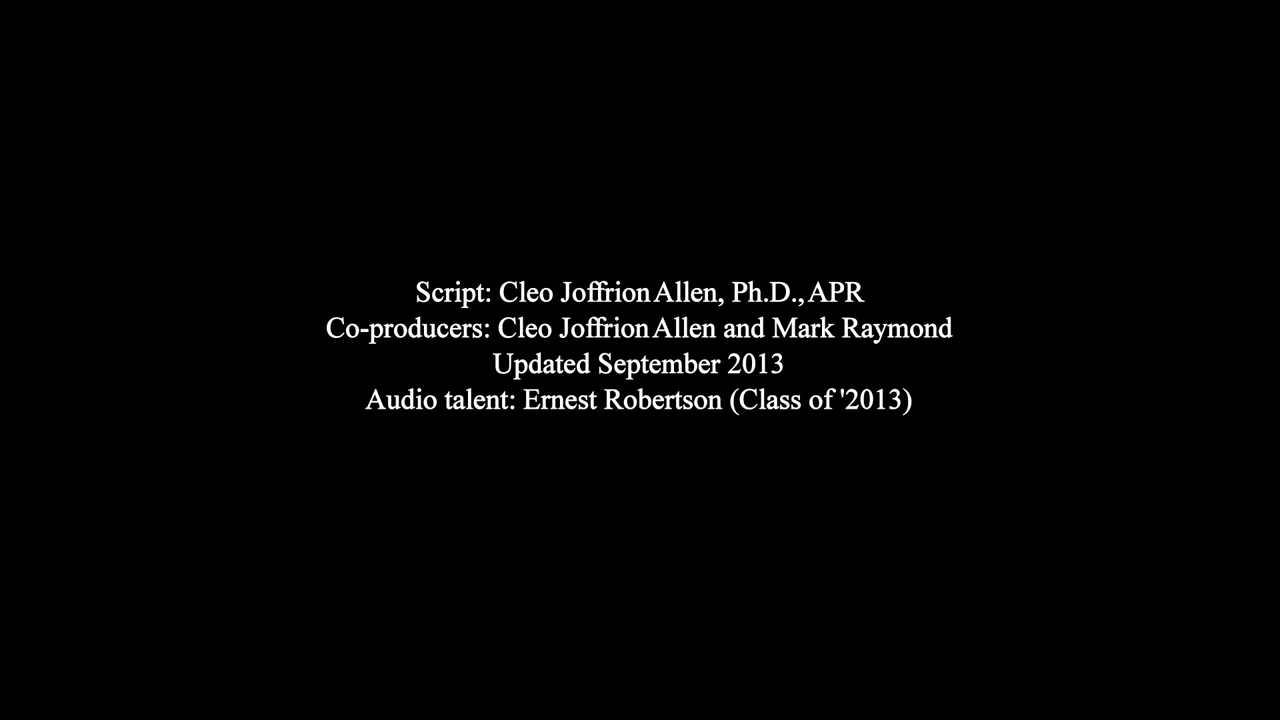 Script: Cleo Joffrion Allen, Ph.D., APR
Co-producers: Cleo Joffrion Allen and Mark Raymond
Updated September 2013
Audio talent: Ernest Robertson (Class of '2013)